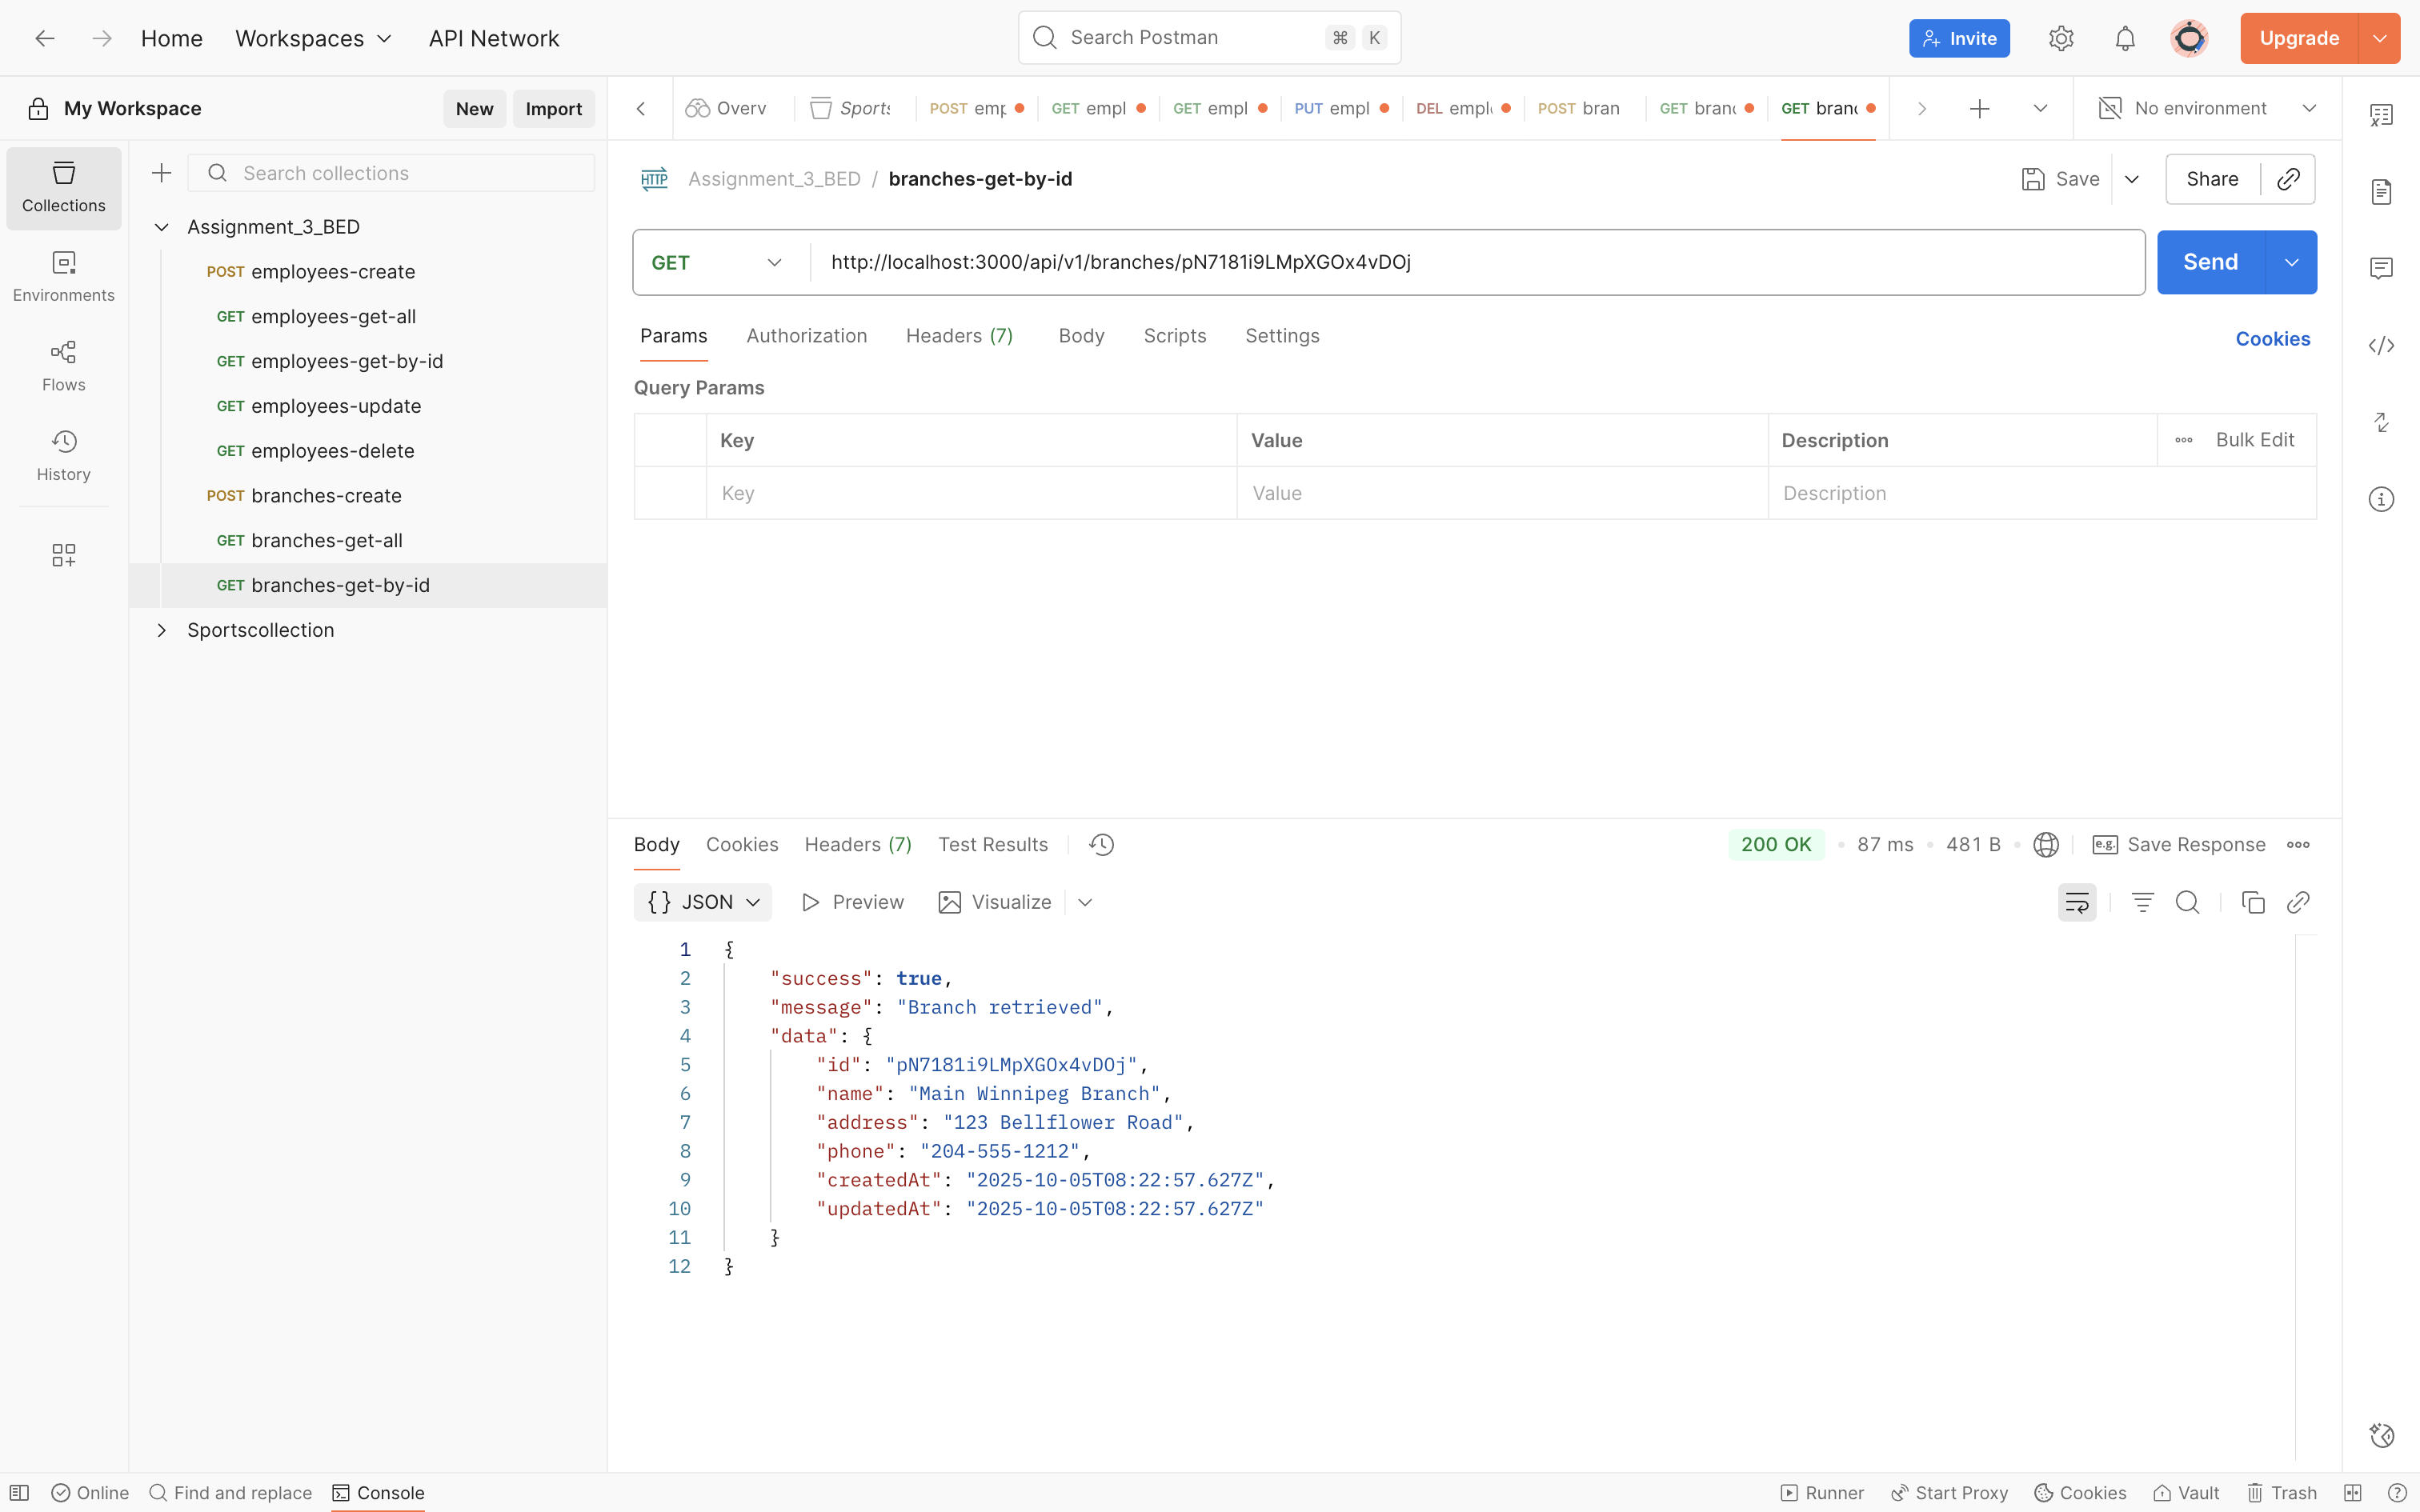 Home Workspaces API Network
Search Postman ⌘ K
Invite
Upgrade
My Workspace
New Import
Overv
Sports
POST emp
GET empl
GET empl
PUT empl
DEL empl
POST bran
GET bran
GET bran
No environment
Collections
Environments
Flows
History
Search collections
Assignment_3_BED
POST employees-create
GET employees-get-all
GET employees-get-by-id
GET employees-update
GET employees-delete
POST branches-create
GET branches-get-all
GET branches-get-by-id
Sportscollection
HTTP Assignment_3_BED / branches-get-by-id
Save
Share
GET http://localhost:3000/api/v1/branches/pN7181i9LMpXGOx4vDOj
Send
Params Authorization Headers (7) Body Scripts Settings
Cookies
Query Params
Key Value Description Bulk Edit
Key Value Description
Body Cookies Headers (7) Test Results
200 OK • 87 ms • 481 B
e.g. Save Response
{} JSON Preview Visualize
1 {
2 "success": true,
3 "message": "Branch retrieved",
4 "data": {
5 "id": "pN7181i9LMpXGOx4vDOj",
6 "name": "Main Winnipeg Branch",
7 "address": "123 Bellflower Road",
8 "phone": "204-555-1212",
9 "createdAt": "2025-10-05T08:22:57.627Z",
10 "updatedAt": "2025-10-05T08:22:57.627Z"
11 }
12 }
Online Find and replace Console
Runner Start Proxy Cookies Vault Trash